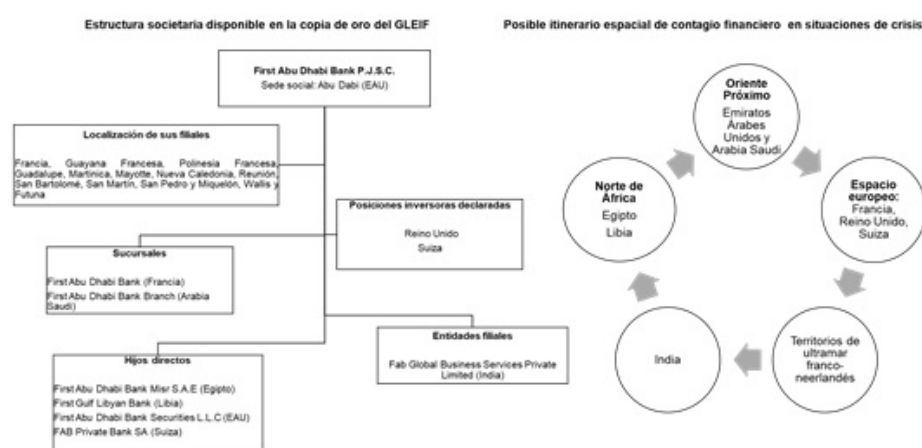 Estructura societaria disponible en la copia de oro del GLEIF
First Abu Dhabi Bank P.J.S.C.
Sede social: Abu Dabi (EAU)
Localización de sus filiales
Francia, Guayana Francesa, Polinesia Francesa,
Guadalupe, Martinica, Mayotte, Nueva Caledonia, Reunión,
San Bartolomé, San Martín, San Pedro y Miquelón, Wallis y
Futuna
Posiciones inversoras declaradas
Reino Unido
Suiza
Sucursales
First Abu Dhabi Bank (Francia)
First Abu Dhabi Bank Branch (Arabia
Saudí)
Entidades filiales
Fab Global Business Services Private
Limited (India)
Hijos directos
First Abu Dhabi Bank Misr S.A.E (Egipto)
First Gulf Libyan Bank (Libia)
First Abu Dhabi Bank Securities L.L.C (EAU)
FAB Private Bank SA (Suiza)
Posible itinerario espacial de contagio financiero en situaciones de crisis
Oriente
Próximo
Emiratos
Árabes
Unidos y
Arabia Saudi
Espacio
europeo:
Francia,
Reino Unido,
Suiza
Territorios de
ultramar
franco-
neerlandés
India
Norte de
África
Egipto
Libia